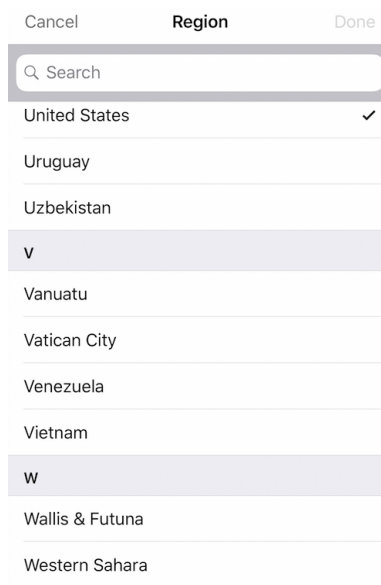 Cancel Region Done
Search
United States
Uruguay
Uzbekistan
V
Vanuatu
Vatican City
Venezuela
Vietnam
W
Wallis & Futuna
Western Sahara